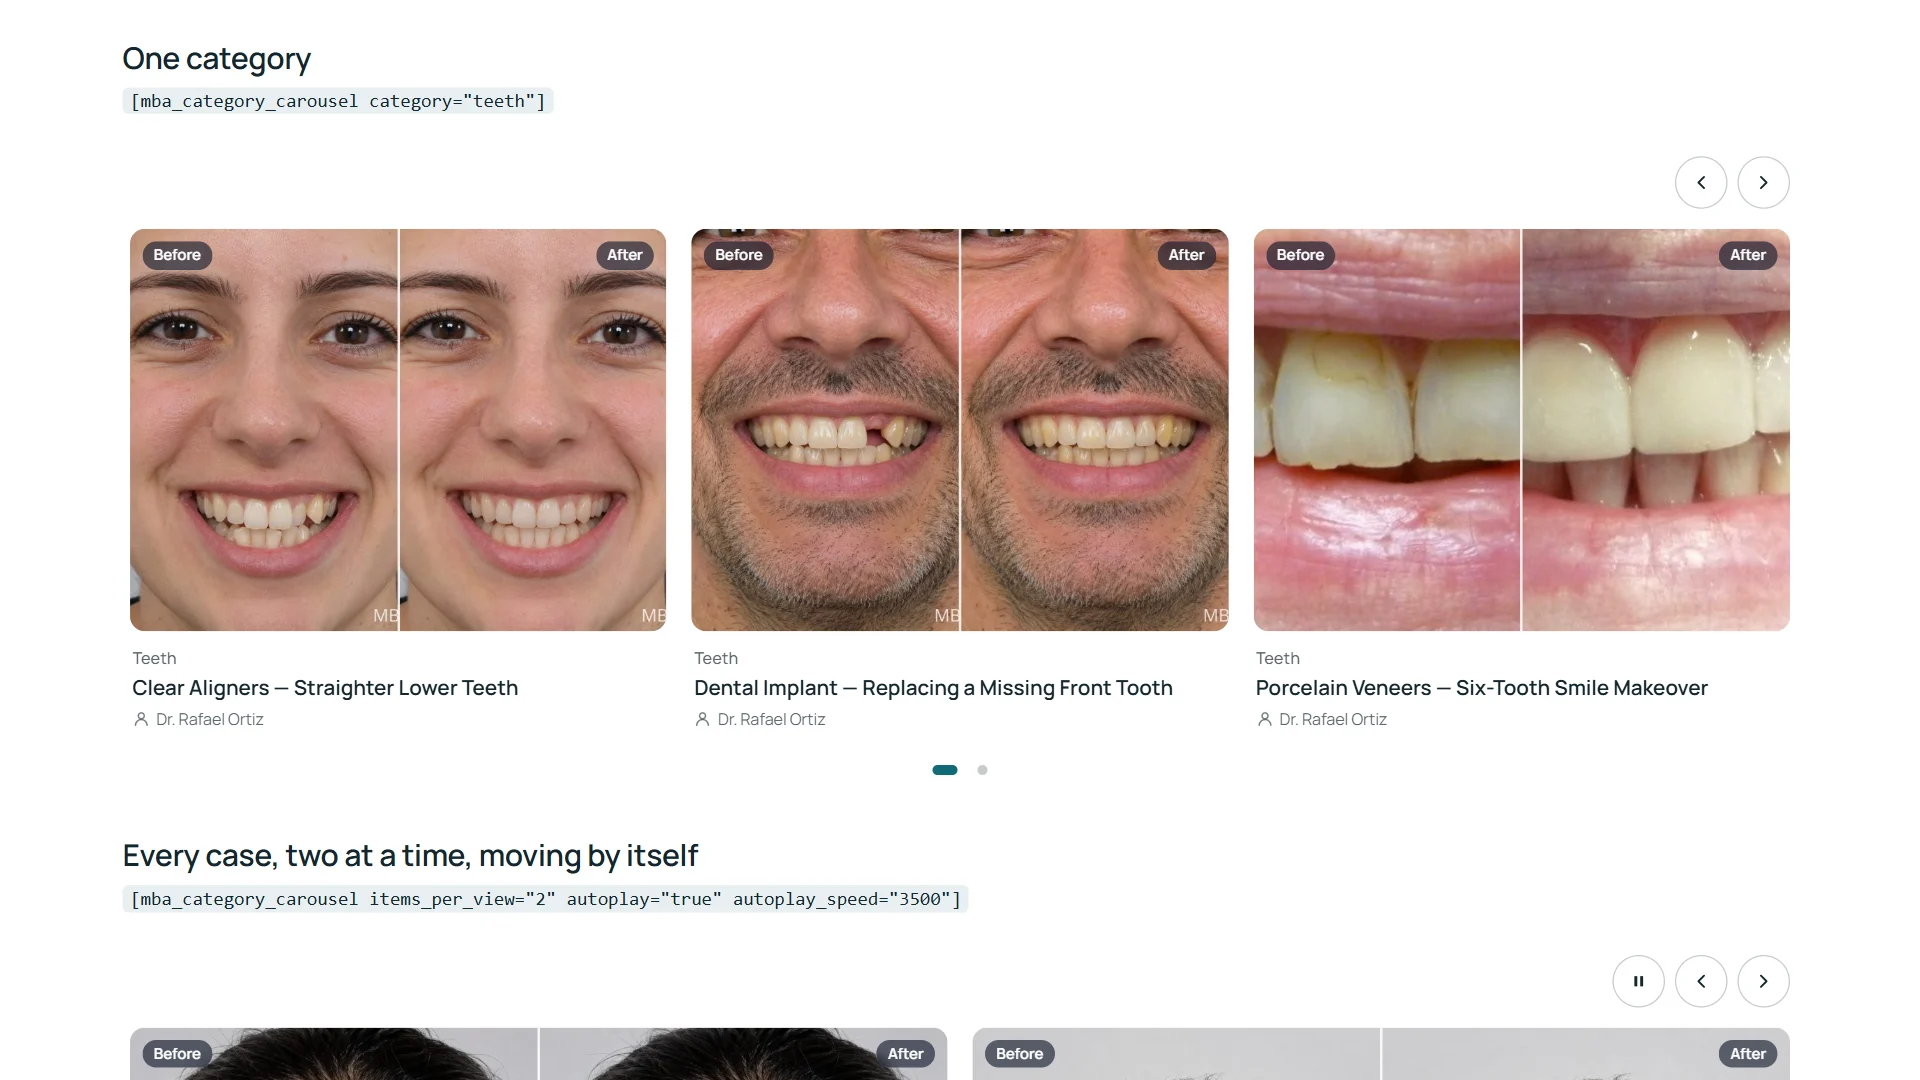 One category
[mba_category_carousel category="teeth"]
Before
After
Before
After
Before
After
MB
MB
MB
MB
Teeth
Clear Aligners — Straighter Lower Teeth
Dr. Rafael Ortiz
Teeth
Dental Implant — Replacing a Missing Front Tooth
Dr. Rafael Ortiz
Teeth
Porcelain Veneers — Six-Tooth Smile Makeover
Dr. Rafael Ortiz
Every case, two at a time, moving by itself
[mba_category_carousel items_per_view="2" autoplay="true" autoplay_speed="3500"]
Before
After
Before
After